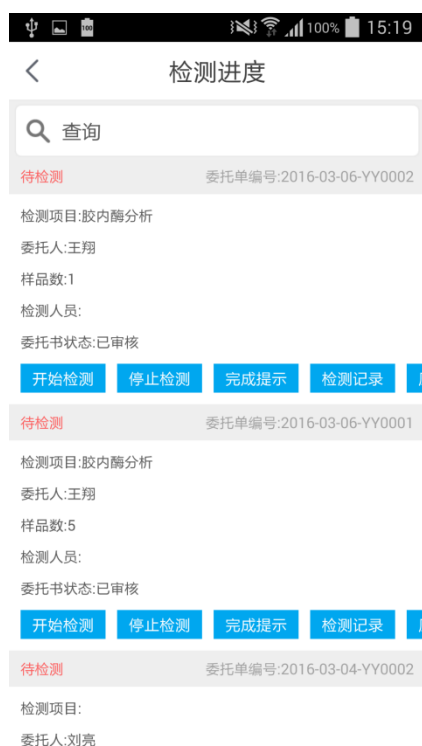 100 100% 15:19
检测进度
查询
待检测 委托单编号:2016-03-06-YY0002
检测项目:胶内酶分析
委托人:王翔
样品数:1
检测人员:
委托书状态:已审核
开始检测 停止检测 完成提示 检测记录
待检测 委托单编号:2016-03-06-YY0001
检测项目:胶内酶分析
委托人:王翔
样品数:5
检测人员:
委托书状态:已审核
开始检测 停止检测 完成提示 检测记录
待检测 委托单编号:2016-03-04-YY0002
检测项目:
委托人:刘亮